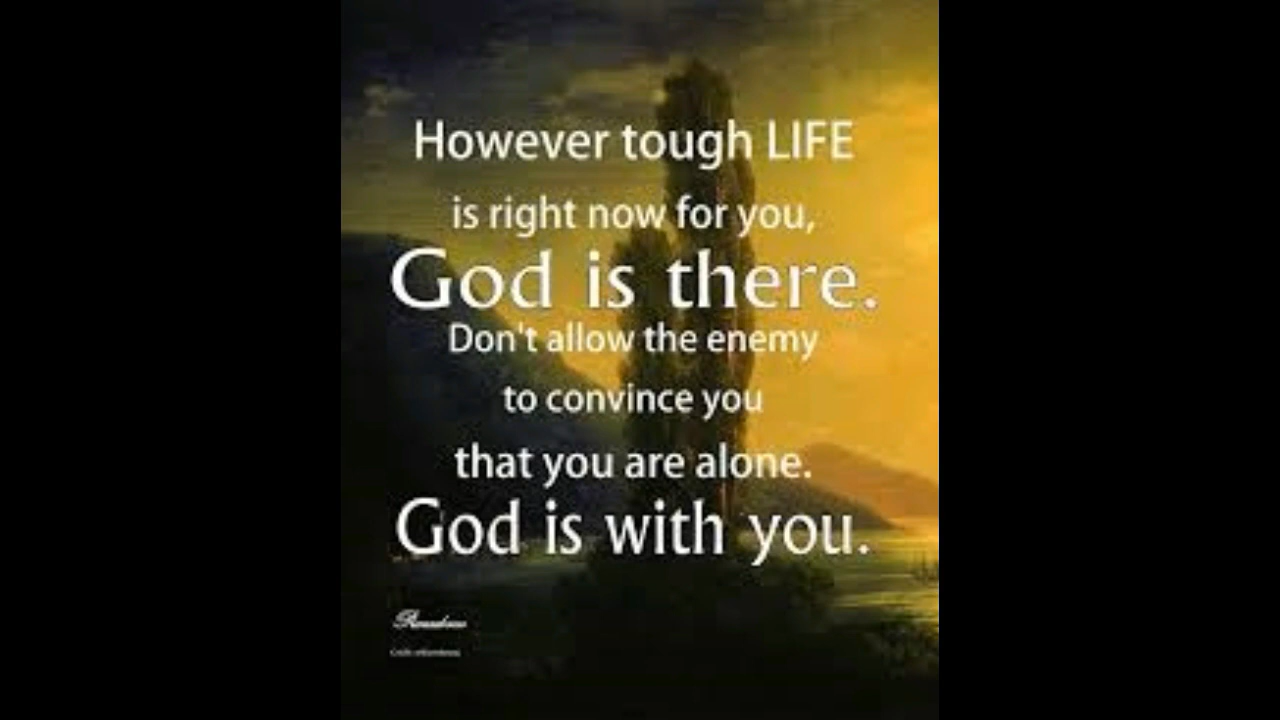 However tough LIFE
is right now for you,
God is there.
Don't allow the enemy
to convince you
that you are alone.
God is with you.